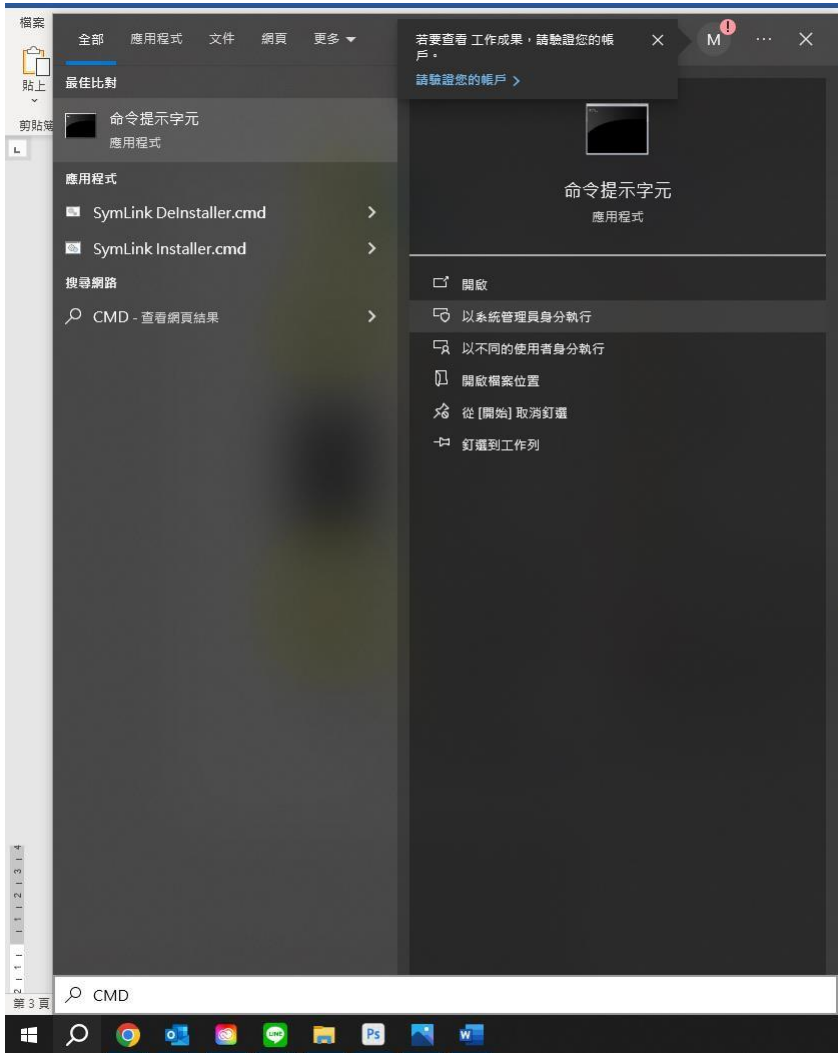 檔案
貼上
剪貼簿
全部 應用程式 文件 網頁 更多
若要查看 工作成果，請驗證您的帳
戶。
請驗證您的帳戶
M
最佳比對
命令提示字元
應用程式
應用程式
SymLink DeInstaller.cmd
SymLink Installer.cmd
搜尋網路
CMD - 查看網頁結果
命令提示字元
應用程式
開啟
以系統管理員身分執行
以不同的使用者身分執行
開啟檔案位置
從 [開始] 取消釘選
釘選到工作列
第 3 頁
CMD
LINE
Ps